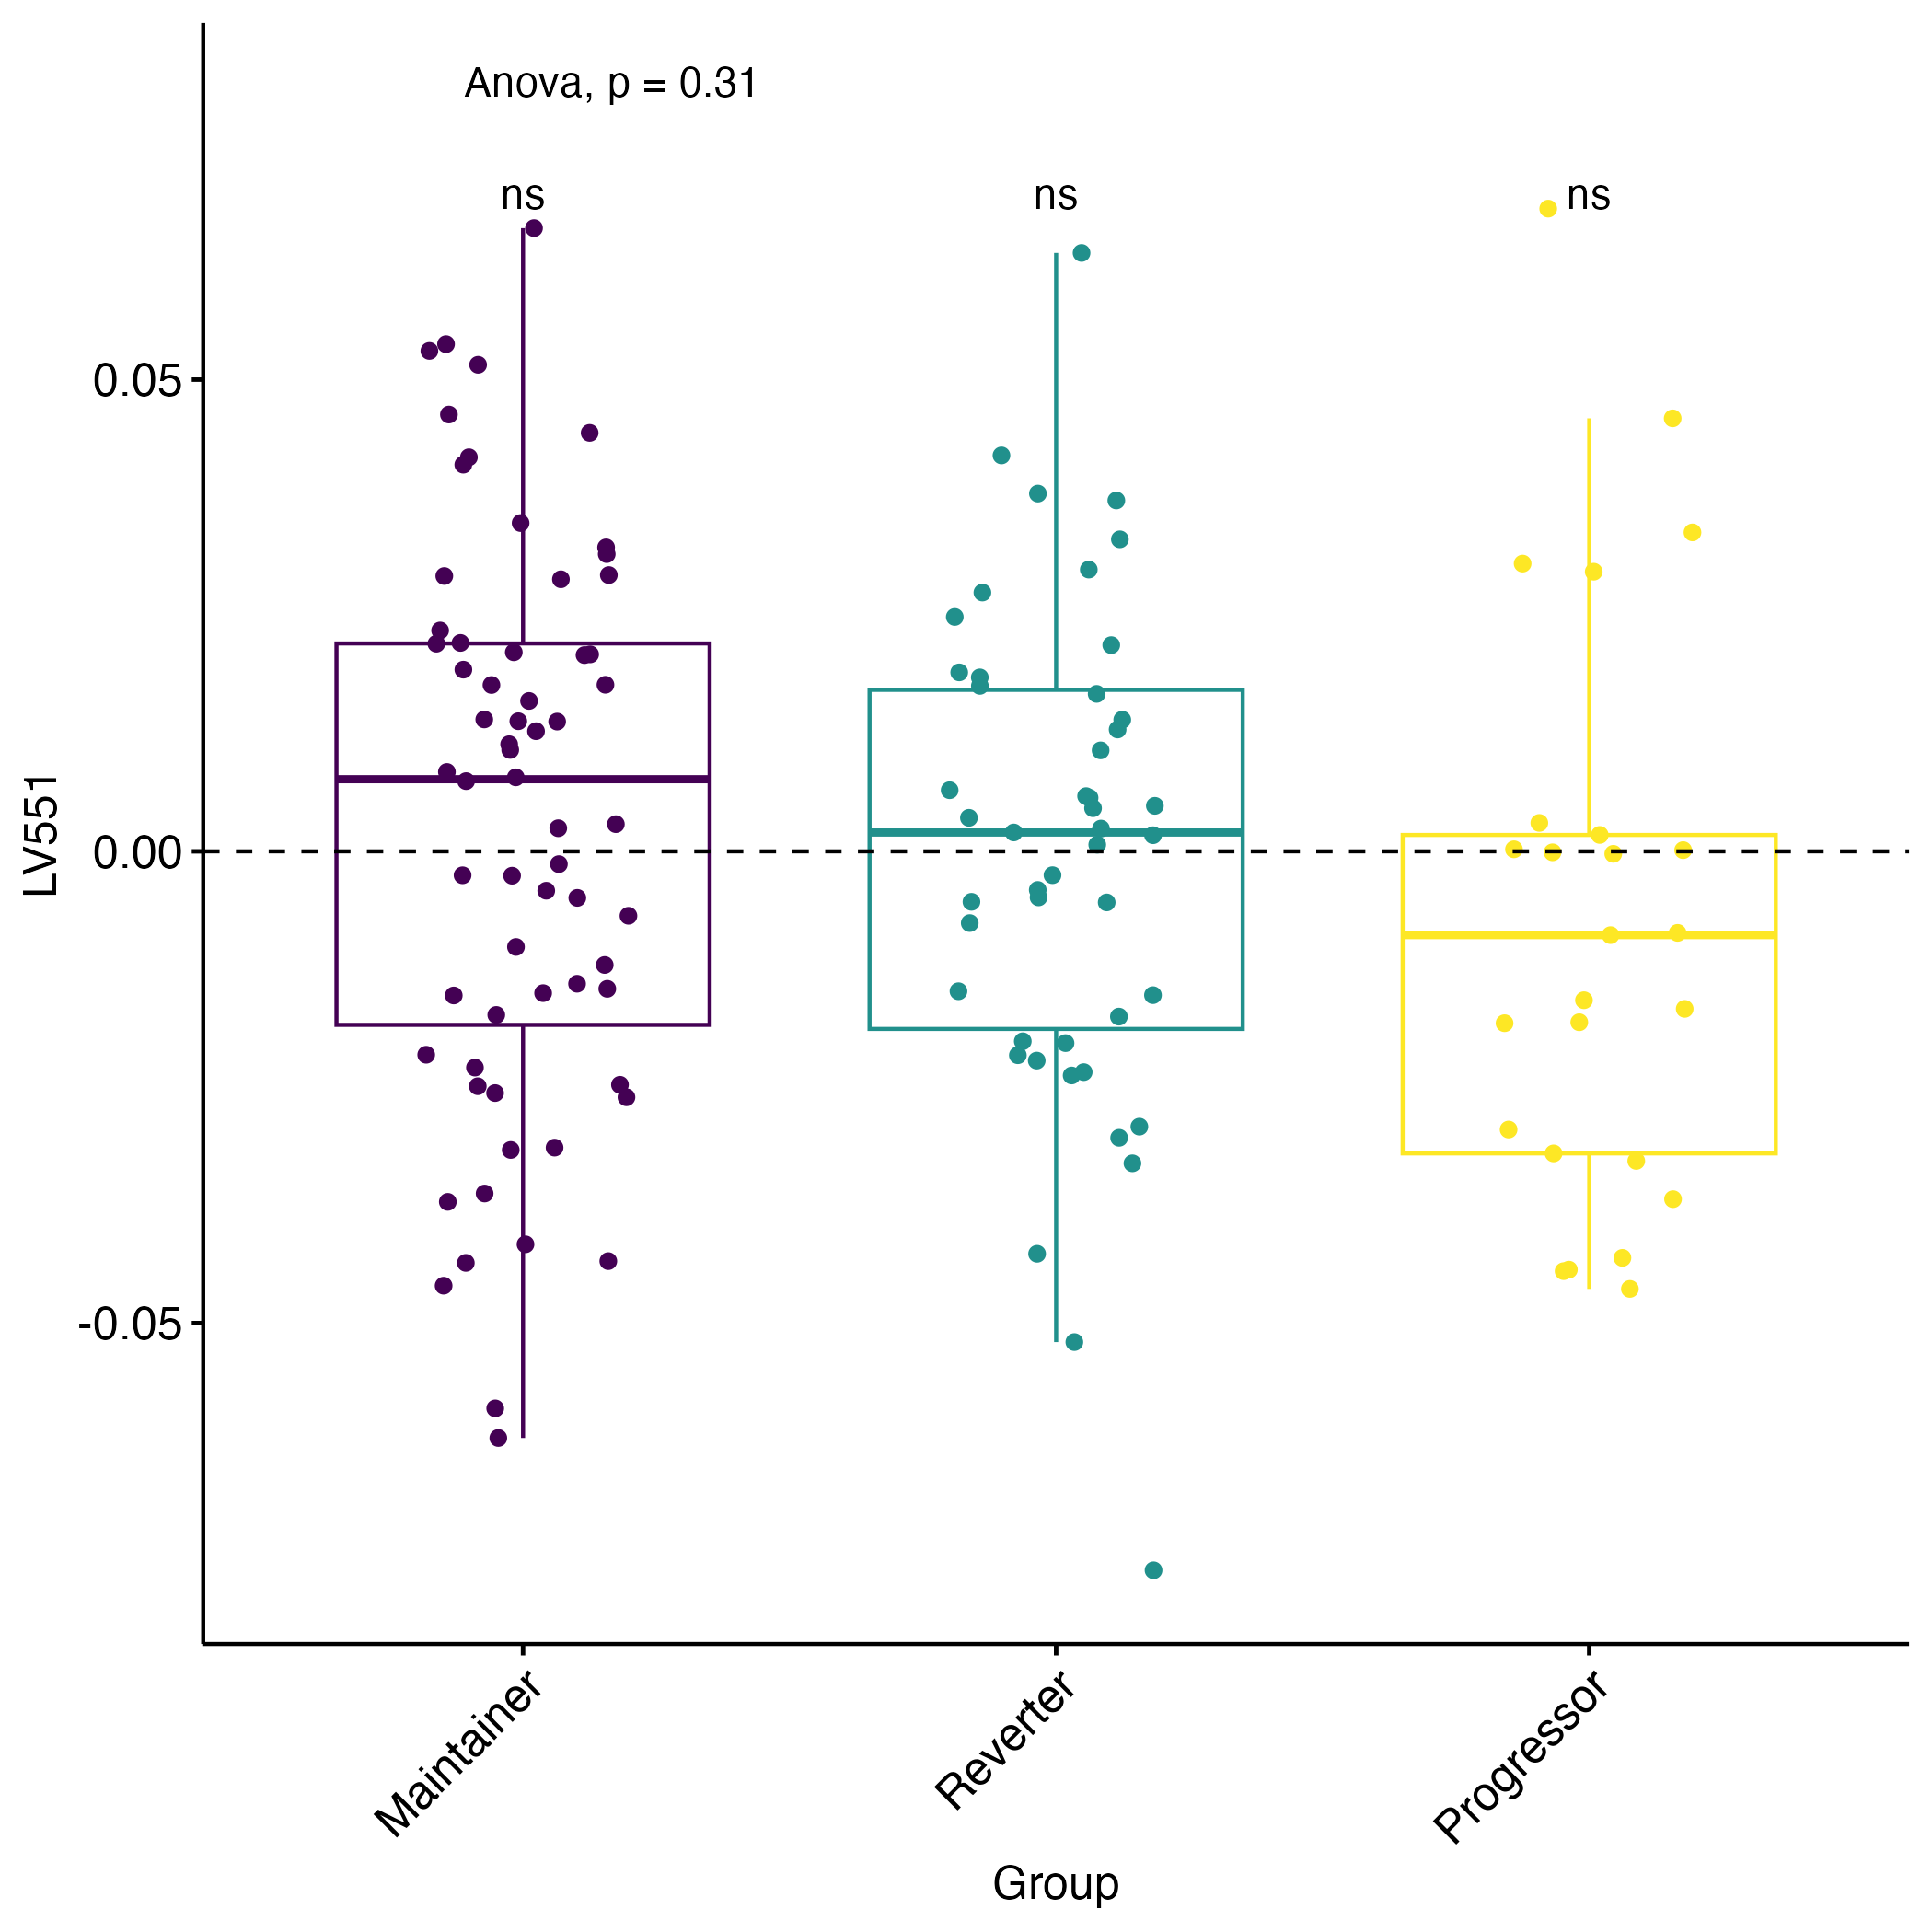 Anova, p = 0.31
ns ns ns
0.05
0.00
-0.05
LV551
Maintainer Reverter Progressor
Group